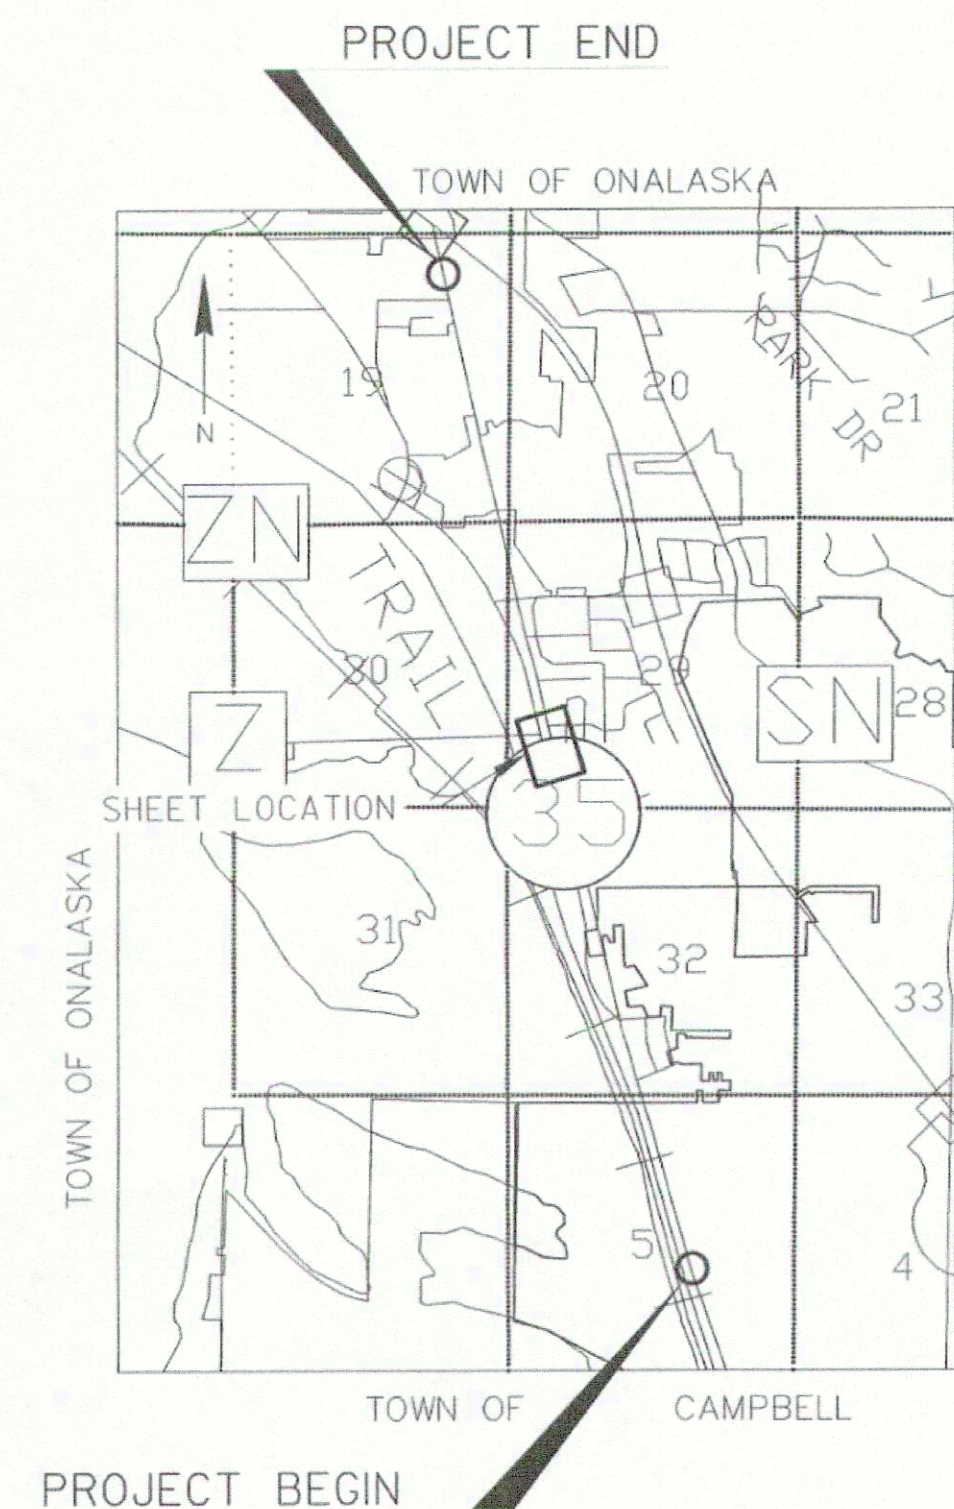 PROJECT END
TOWN OF ONALASKA
PARK DR
19
20
21
N
ZN
TRAIL
30
29
28
Z
SN
SHEET LOCATION
35
TOWN OF ONALASKA
31
32
33
5
4
TOWN OF CAMPBELL
PROJECT BEGIN